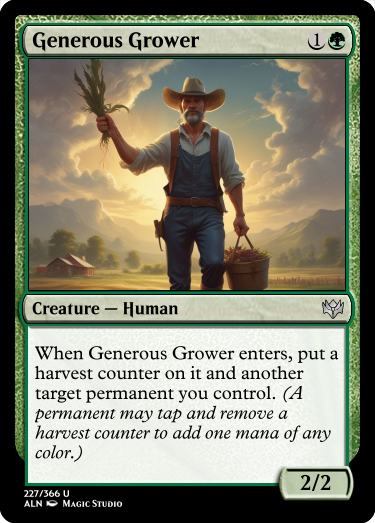 Generous Grower 1
Creature — Human
When Generous Grower enters, put a
harvest counter on it and another
target permanent you control. (A
permanent may tap and remove a
harvest counter to add one mana of any
color.)
2/2
227/366 U
ALN Magic Studio